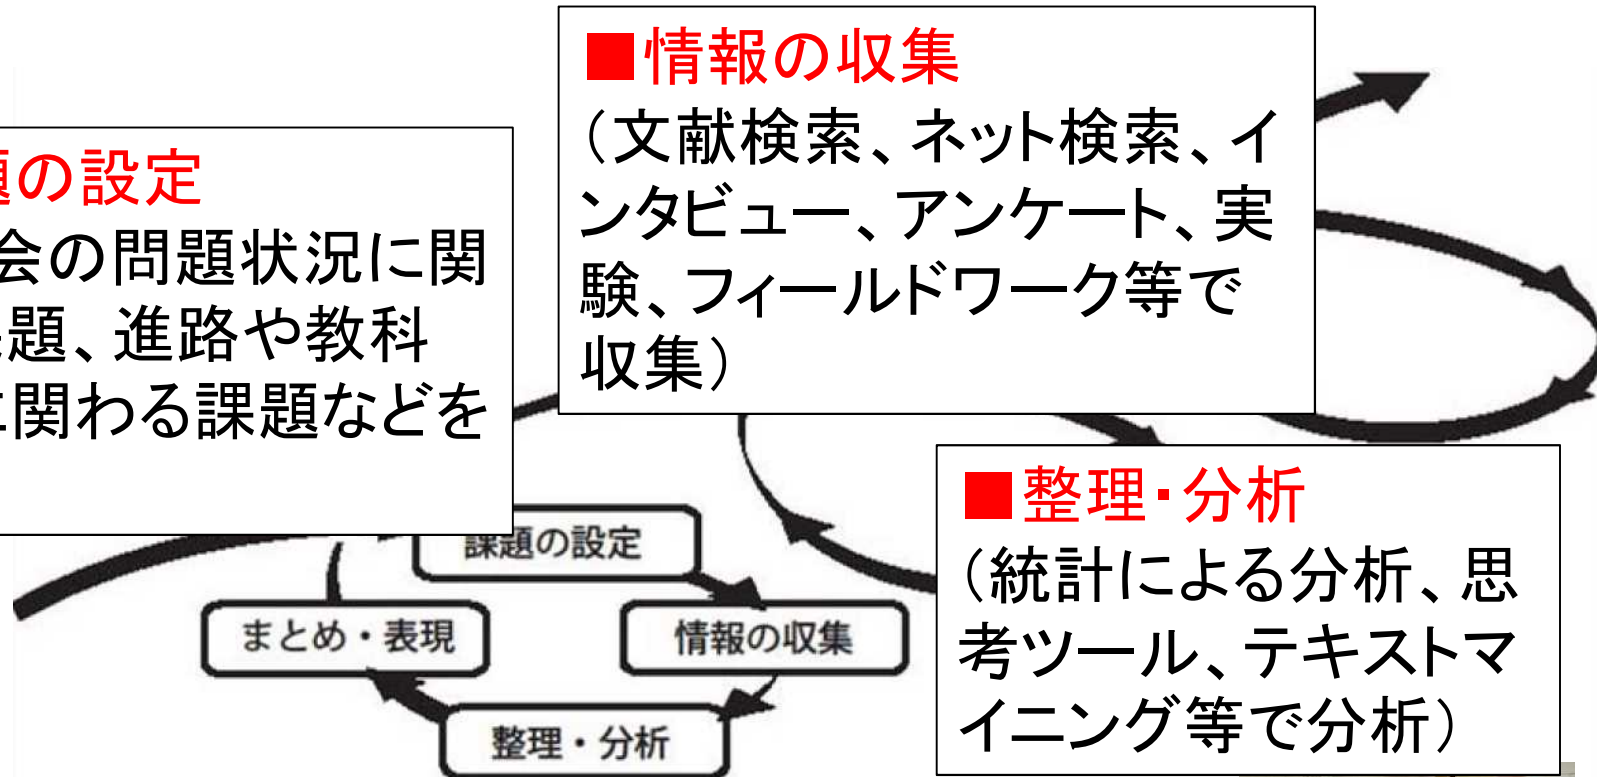 題の設定
会の問題状況に関
課題、進路や教科
に関わる課題などを
■情報の収集
（文献検索、ネット検索、イ
ンタビュー、アンケート、実
験、フィールドワーク等で
収集）
■整理・分析
（統計による分析、思
考ツール、テキストマ
イニング等で分析）
課題の設定
まとめ・表現
情報の収集
整理・分析